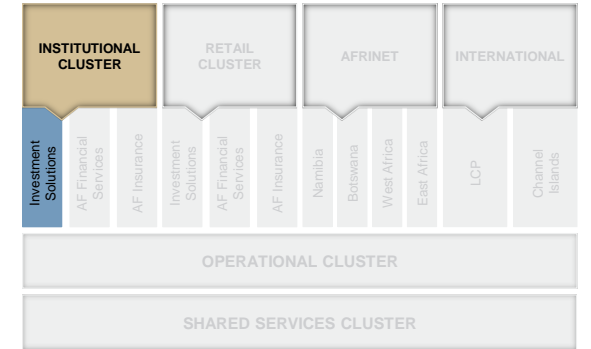 INSTITUTIONAL
CLUSTER
RETAIL
CLUSTER
AFRINET
INTERNATIONAL
Investment
Solutions
AF Financial
Services
AF Insurance
Investment
Solutions
AF Financial
Services
AF Insurance
Namibia
Botswana
West Africa
East Africa
LCP
Channel
Islands
OPERATIONAL CLUSTER
SHARED SERVICES CLUSTER